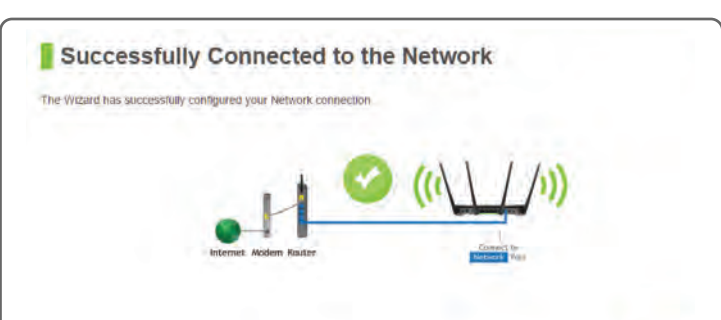 Successfully Connected to the Network
The Wizard has successfully configured your Network connection
Internet Modem Router
Connect to
Network